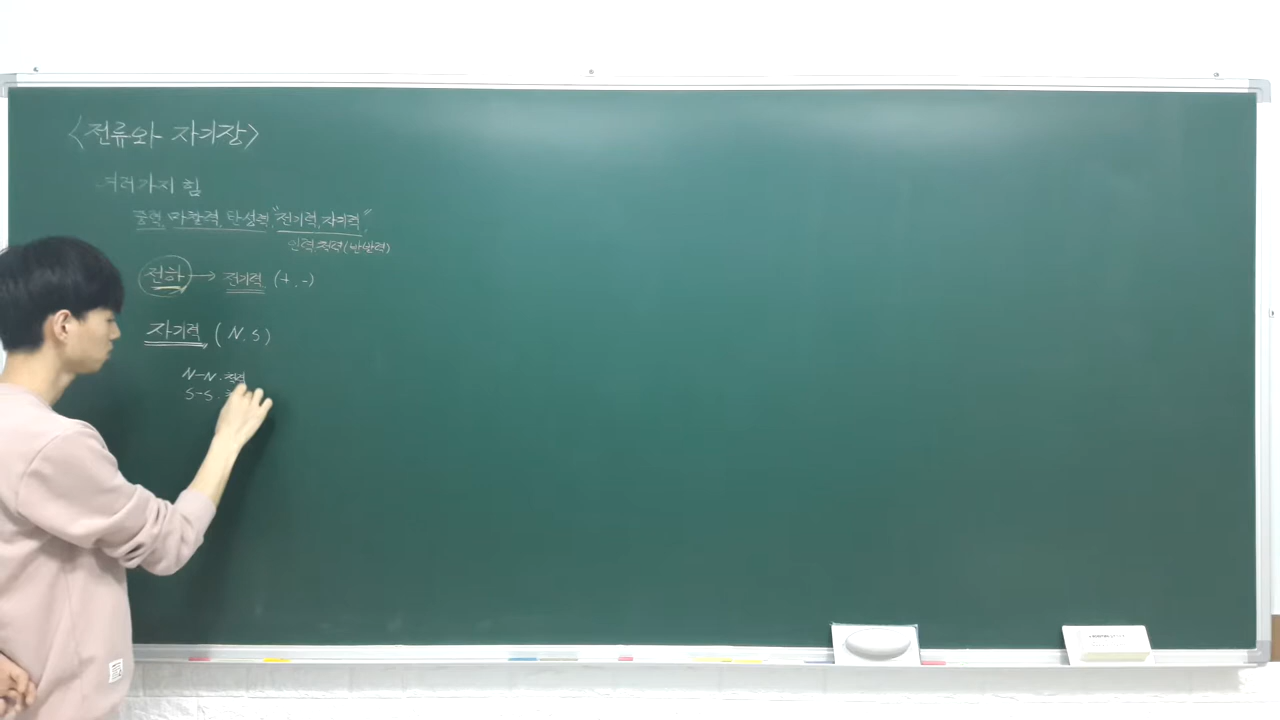 <전류와 자기장>
여러가지 힘
중력, 마찰력, 탄성력, "전기력, 자기력",
인력, 척력(반발력)
전하 → 전기력 (+, -)
자기력 (N, S)
N-N. 척력
S-S.